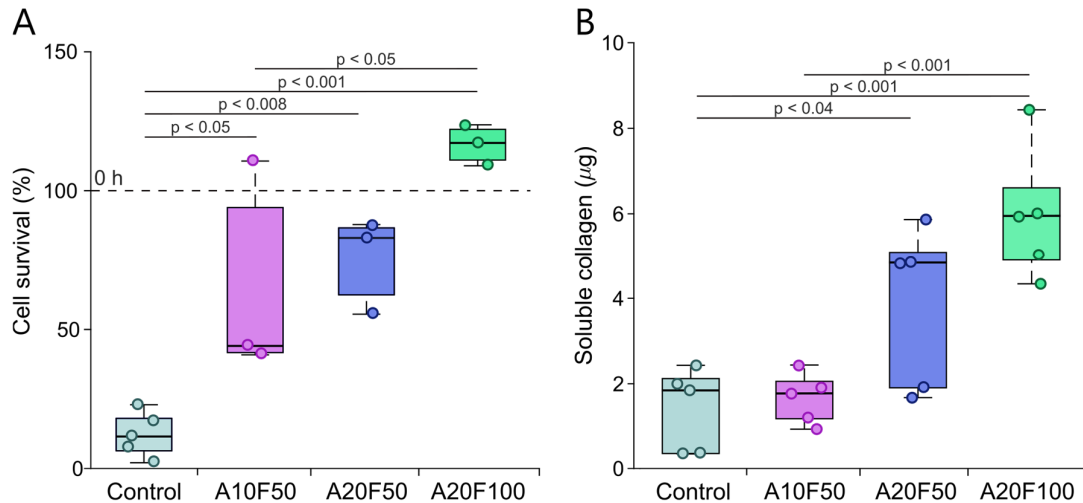 A
Cell survival (%)
150
100
50
0
0 h
p < 0.05
p < 0.001
p < 0.008
p < 0.05
Control
A10F50
A20F50
A20F100
B
Soluble collagen (µg)
10
8
6
4
2
0
p < 0.001
p < 0.001
p < 0.04
Control
A10F50
A20F50
A20F100